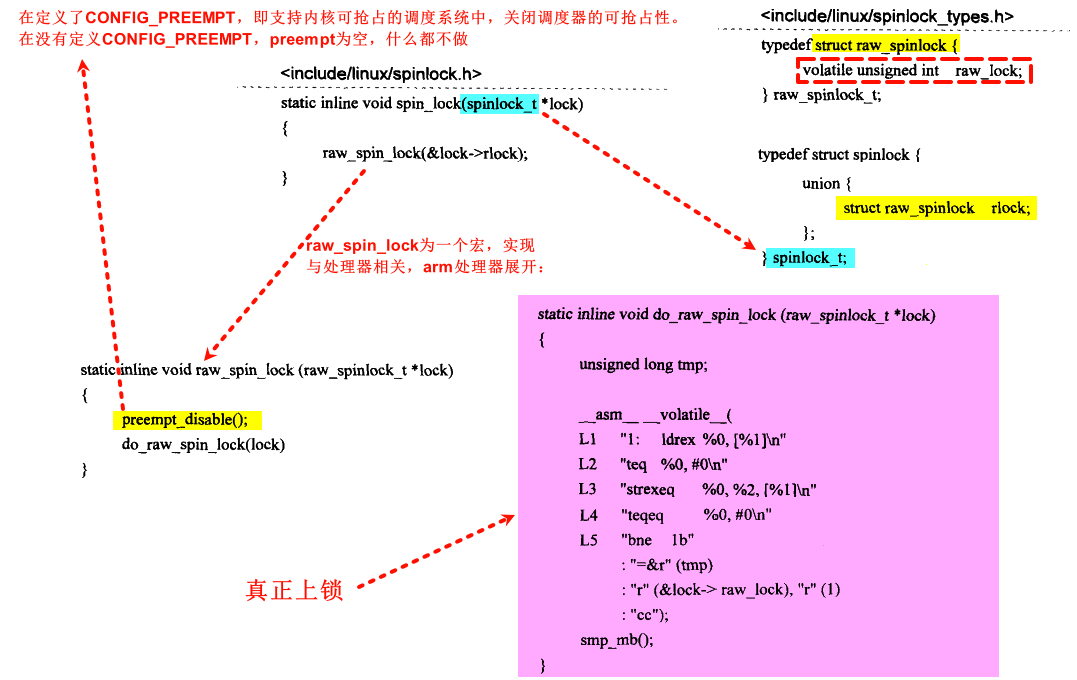 在定义了CONFIG_PREEMPT，即支持内核可抢占的调度系统中，关闭调度器的可抢占性。
在没有定义CONFIG_PREEMPT，preempt为空，什么都不做
<include/linux/spinlock.h>
static inline void spin_lock(spinlock_t *lock)
{
raw_spin_lock(&lock->rlock);
}
<include/linux/spinlock_types.h>
typedef struct raw_spinlock {
volatile unsigned int raw_lock;
} raw_spinlock_t;
typedef struct spinlock {
union {
struct raw_spinlock rlock;
};
} spinlock_t;
raw_spin_lock为一个宏，实现
与处理器相关，arm处理器展开：
static inline void raw_spin_lock (raw_spinlock_t *lock)
{
preempt_disable();
do_raw_spin_lock(lock)
}
真正上锁
static inline void do_raw_spin_lock (raw_spinlock_t *lock)
{
unsigned long tmp;
__asm__ __volatile__(
L1 "1: ldrex %0, [%1]\n"
L2 "teq %0, #0\n"
L3 "strexeq %0, %2, [%1]\n"
L4 "teqeq %0, #0\n"
L5 "bne 1b"
: "=&r" (tmp)
: "r" (&lock-> raw_lock), "r" (1)
: "cc");
smp_mb();
}